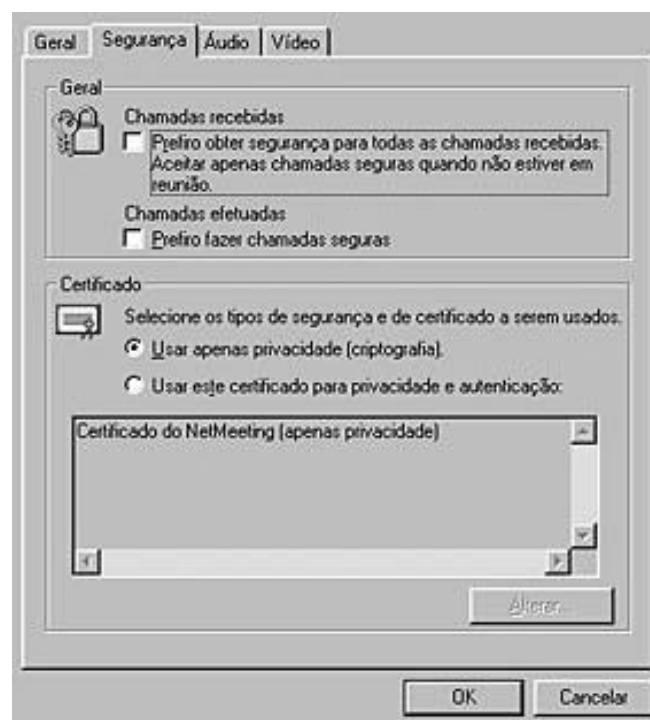 Geral Segurança Áudio Vídeo
Geral
Chamadas recebidas
Prefiro obter segurança para todas as chamadas recebidas.
Aceitar apenas chamadas seguras quando não estiver em
reunião.
Chamadas efetuadas
Prefiro fazer chamadas seguras
Certificado
Selecione os tipos de segurança e de certificado a serem usados.
Usar apenas privacidade (criptografia).
Usar este certificado para privacidade e autenticação:
Certificado do NetMeeting (apenas privacidade)
Alterar...
OK Cancelar